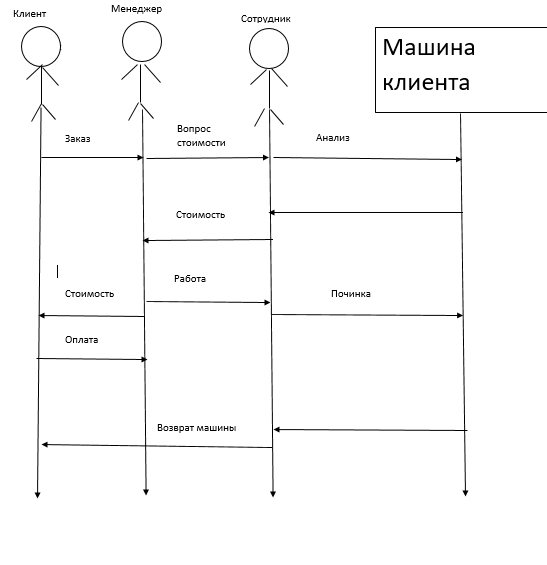 Клиент
Менеджер
Сотрудник
Машина
клиента
Заказ
Вопрос
стоимости
Анализ
Стоимость
Работа
Стоимость
Починка
Оплата
Возврат машины